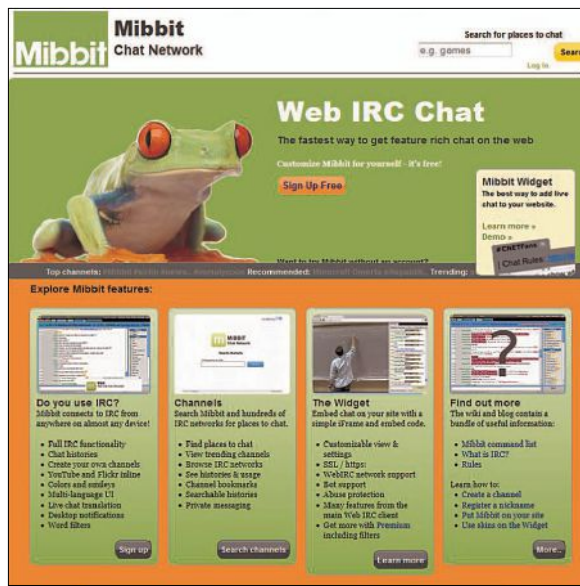 Mibbit
Mibbit
Chat Network
Search for places to chat
e.g. games
Sear
Log In
Web IRC Chat
The fastest way to get feature rich chat on the web
Customize Mibbit for yourself - it's free!
Sign Up Free
Mibbit Widget
The best way to add live
chat to your website.
Learn more »
Demo »
#CNETFans
Chat Rules:
Want to try Mibbit without an account?
Top channels:
Recommended:
Trending:
Explore Mibbit features:
MIBBIT
Chat Network
Do you use IRC?
Mibbit connects to IRC from
anywhere on almost any device!
• Full IRC functionality
• Chat histories
• Create your own channels
• YouTube and Flickr inline
• Colors and smileys
• Multi-language UI
• Live chat translation
• Desktop notifications
• Word filters
Sign up
Channels
Search Mibbit and hundreds of
IRC networks for places to chat.
• Find places to chat
• View trending channels
• Browse IRC networks
• See histories & usage
• Channel bookmarks
• Searchable histories
• Private messaging
Search channels
The Widget
Embed chat on your site with a
simple iFrame and embed code.
• Customizable view &
settings
• SSL / https:
• WebIRC network support
• Bot support
• Abuse protection
• Many features from the
main Web IRC client
• Get more with Premium
including filters
Learn more
?
Find out more
The wiki and blog contain a
bundle of useful information:
• Mibbit command list
• What is IRC?
• Rules
Learn how to:
• Create a channel
• Register a nickname
• Put Mibbit on your site
• Use skins on the Widget
More..